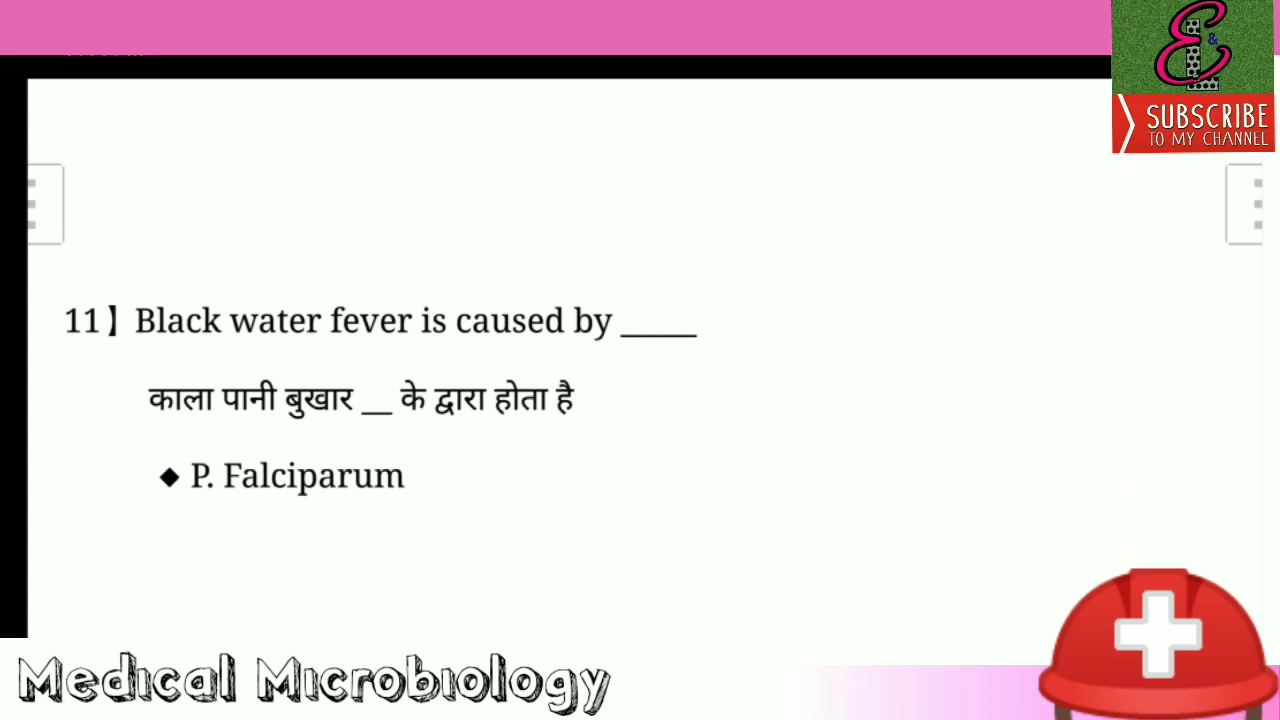 E & L
SUBSCRIBE
TO MY CHANNEL
11】Black water fever is caused by _____
काला पानी बुखार __ के द्वारा होता है
◆ P. Falciparum
Medical Microbiology